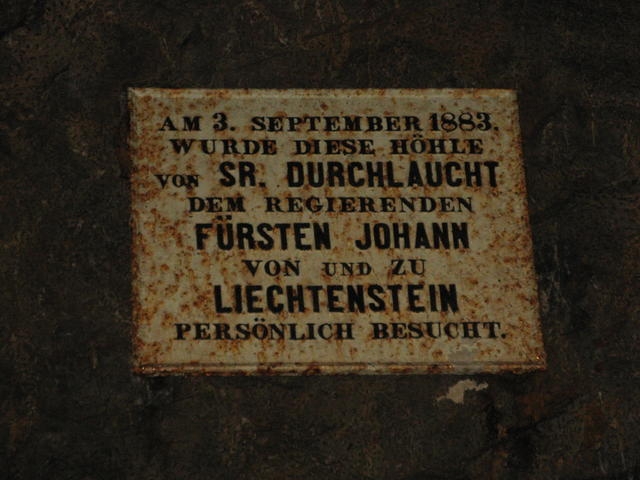 AM 3. SEPTEMBER 1883.
WURDE DIESE HÖHLE
VON SR. DURCHLAUCHT
DEM REGIERENDEN
FÜRSTEN JOHANN
VON UND ZU
LIECHTENSTEIN
PERSÖNLICH BESUCHT.